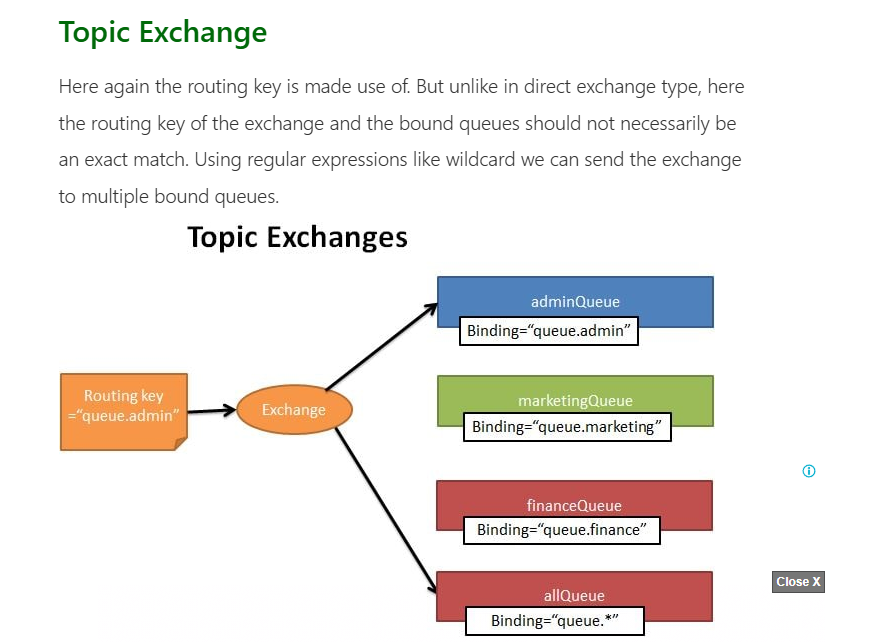 Topic Exchange
Here again the routing key is made use of. But unlike in direct exchange type, here
the routing key of the exchange and the bound queues should not necessarily be
an exact match. Using regular expressions like wildcard we can send the exchange
to multiple bound queues.
Topic Exchanges
adminQueue
Binding=“queue.admin”
Routing key
=“queue.admin”
Exchange
marketingQueue
Binding=“queue.marketing”
financeQueue
Binding=“queue.finance”
allQueue
Binding=“queue.*”
Close X